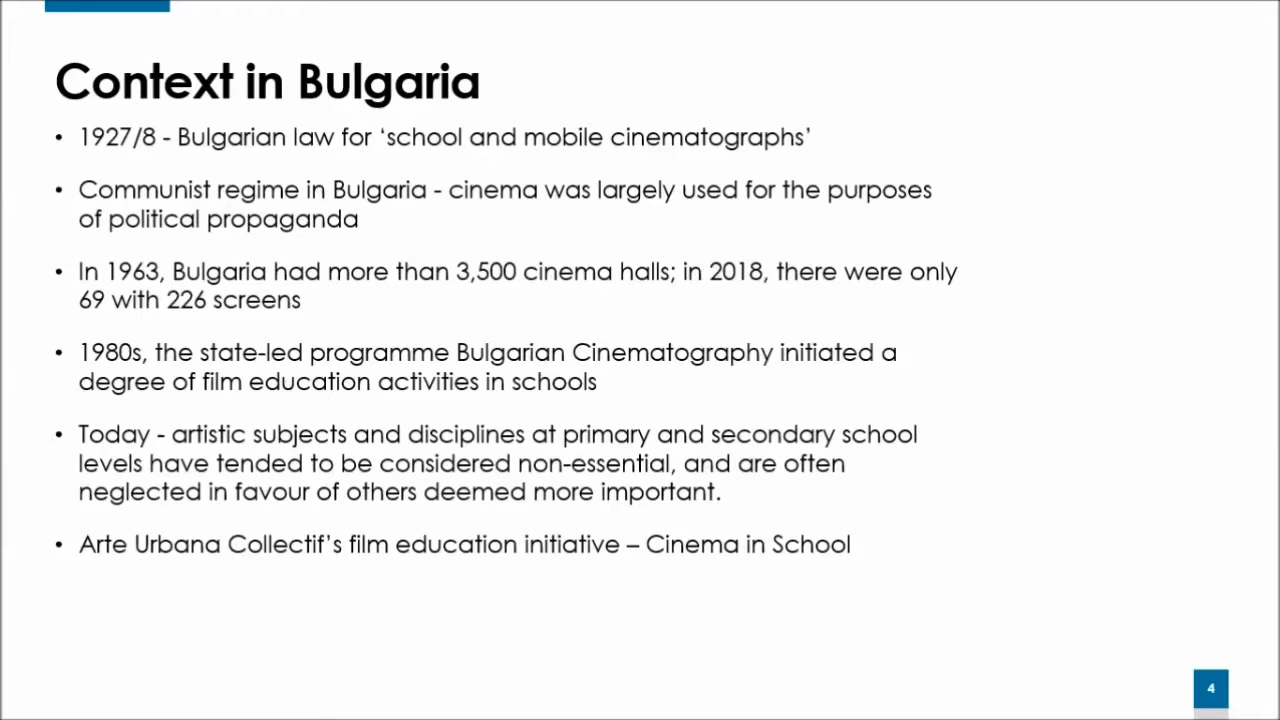 Context in Bulgaria
• 1927/8 - Bulgarian law for ‘school and mobile cinematographs’
• Communist regime in Bulgaria - cinema was largely used for the purposes
of political propaganda
• In 1963, Bulgaria had more than 3,500 cinema halls; in 2018, there were only
69 with 226 screens
• 1980s, the state-led programme Bulgarian Cinematography initiated a
degree of film education activities in schools
• Today - artistic subjects and disciplines at primary and secondary school
levels have tended to be considered non-essential, and are often
neglected in favour of others deemed more important.
• Arte Urbana Collectif’s film education initiative – Cinema in School
4